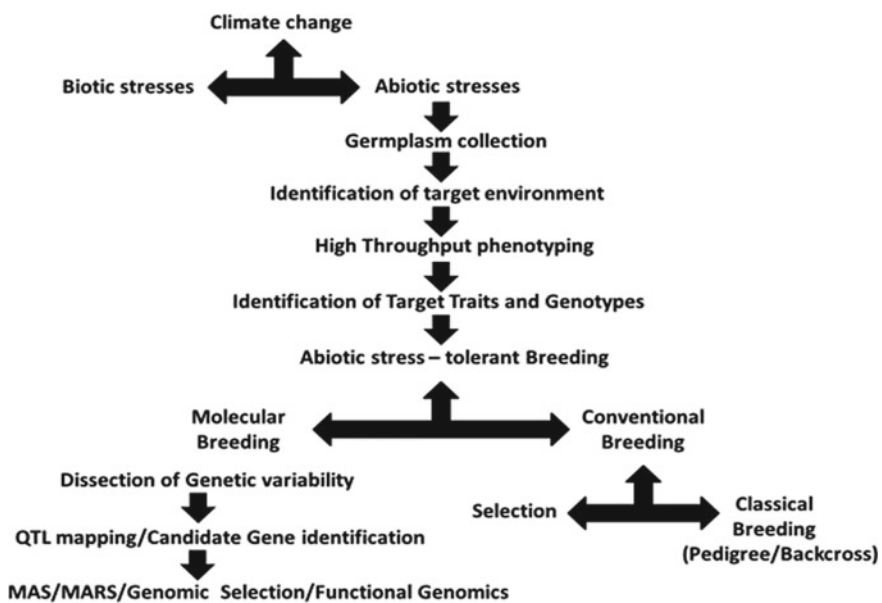 Climate change
Biotic stresses
Abiotic stresses
Germplasm collection
Identification of target environment
High Throughput phenotyping
Identification of Target Traits and Genotypes
Abiotic stress – tolerant Breeding
Molecular
Breeding
Conventional
Breeding
Dissection of Genetic variability
QTL mapping/Candidate Gene identification
MAS/MARS/Genomic Selection/Functional Genomics
Selection
Classical
Breeding
(Pedigree/Backcross)